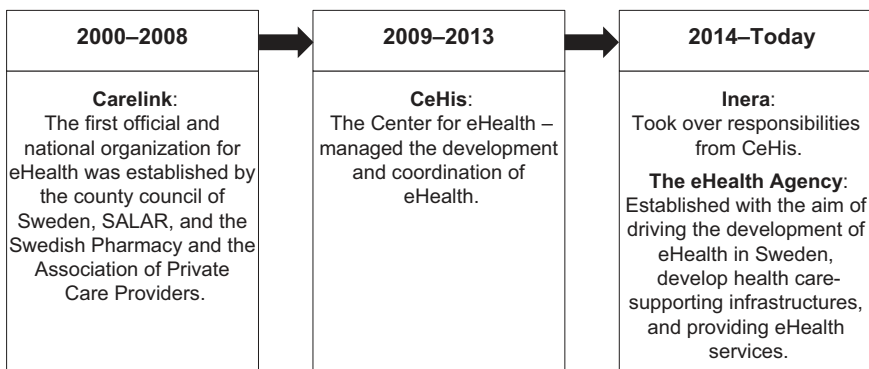 2000–2008
Carelink:
The first official and
national organization for
eHealth was established by
the county council of
Sweden, SALAR, and the
Swedish Pharmacy and the
Association of Private
Care Providers.
2009–2013
CeHis:
The Center for eHealth –
managed the development
and coordination of
eHealth.
2014–Today
Inera:
Took over responsibilities
from CeHis.
The eHealth Agency:
Established with the aim of
driving the development of
eHealth in Sweden,
develop health care-
supporting infrastructures,
and providing eHealth
services.